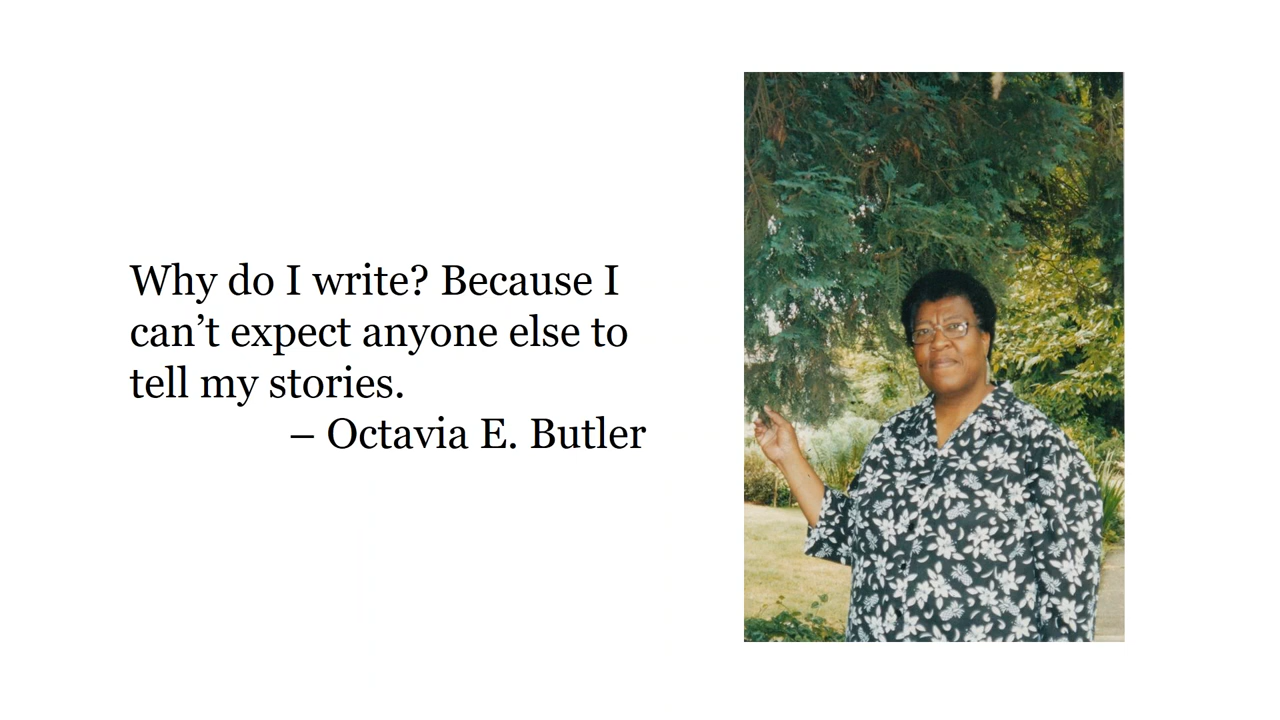 Why do I write? Because I
can’t expect anyone else to
tell my stories.
– Octavia E. Butler